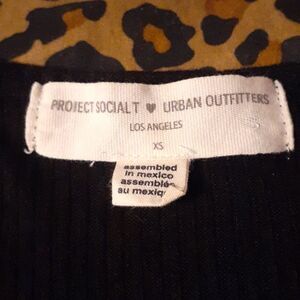 PROJECT SOCIAL T ♥ URBAN OUTFITTERS
LOS ANGELES
XS
assembled
in mexico
assemblé
au mexiq